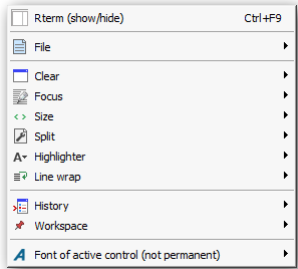 Rterm (show/hide) Ctrl+F9
File
Clear
Focus
Size
Split
Highlighter
Line wrap
History
Workspace
Font of active control (not permanent)